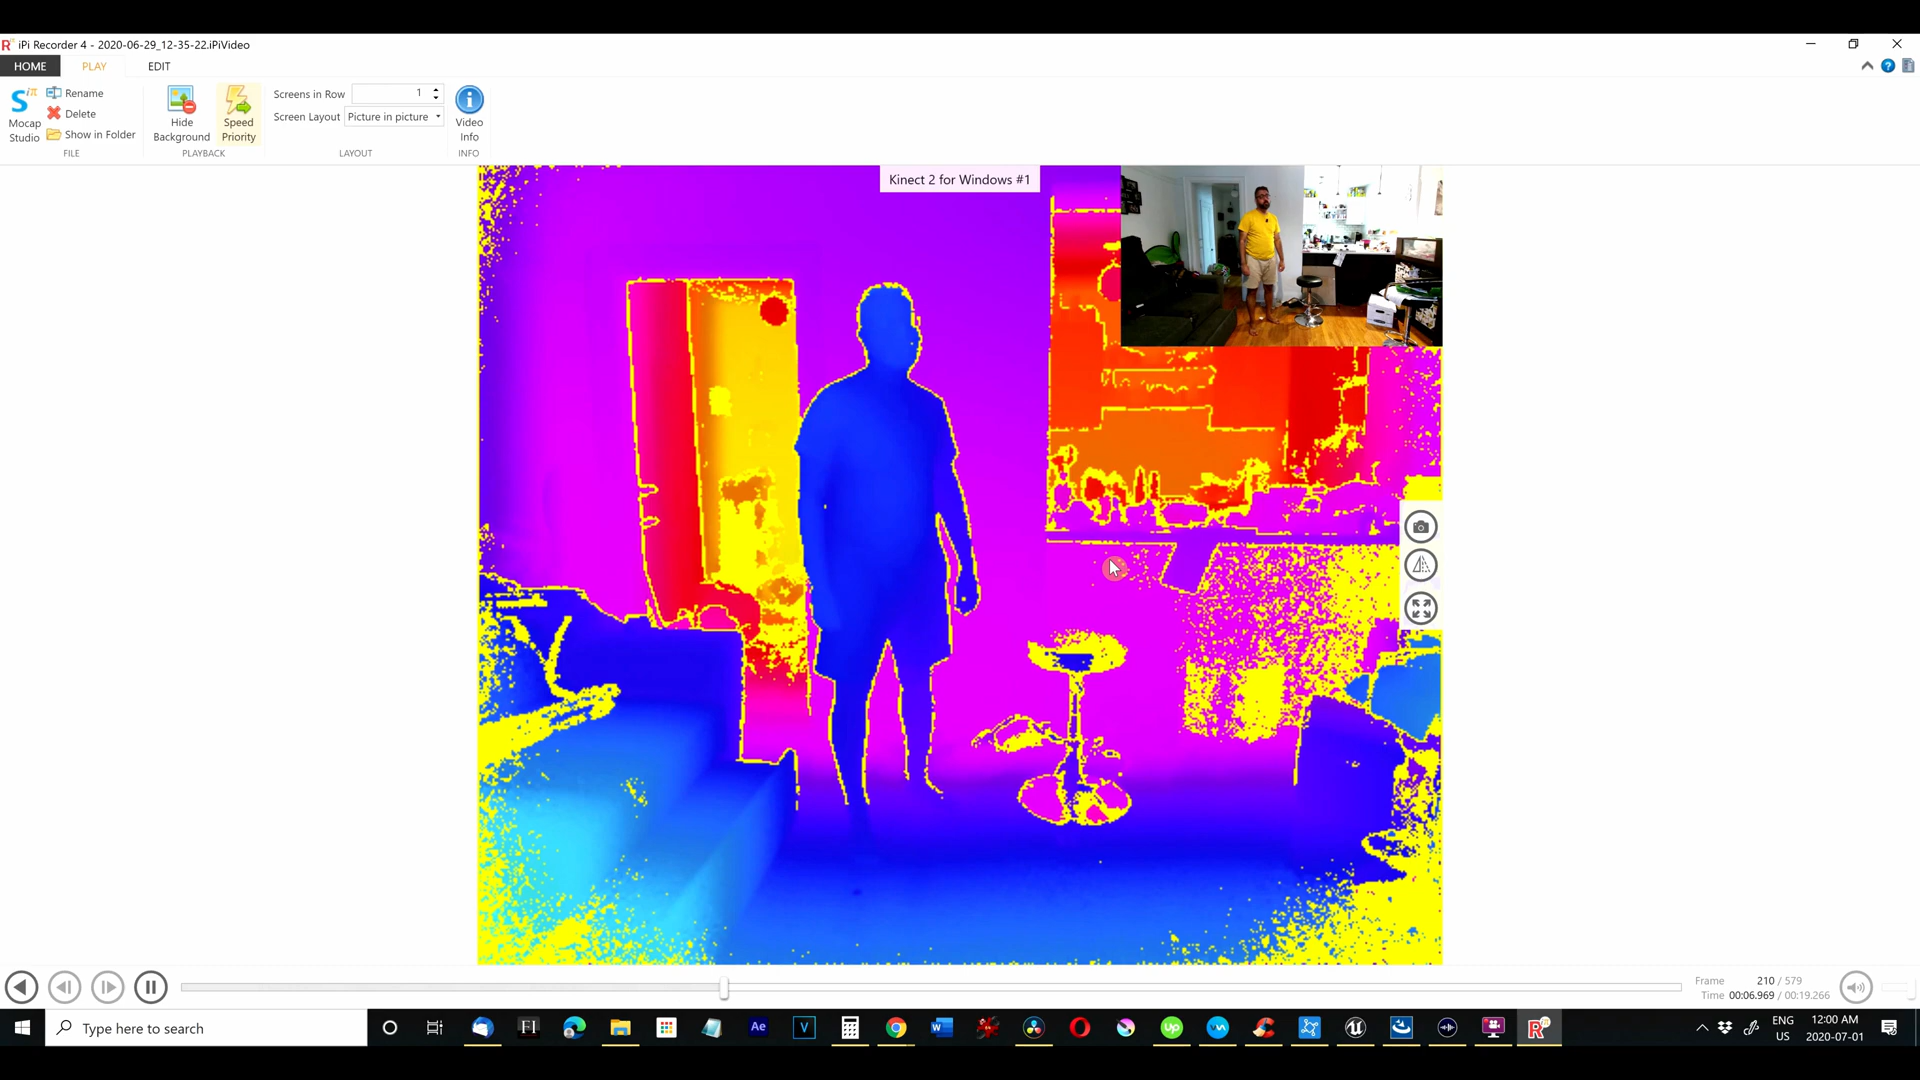 iPi Recorder 4 - 2020-06-29_12-35-22.iPiVideo
HOME PLAY EDIT
Mocap Studio
Rename
Delete
Show in Folder
FILE
Hide Background
Speed Priority
PLAYBACK
Screens in Row 1
Screen Layout Picture in picture
LAYOUT
Video Info
INFO
Kinect 2 for Windows #1
Frame 210 / 579
Time 00:06.969 / 00:19.266
Type here to search
FI
Ae
V
up
ENG
US
12:00 AM
2020-07-01